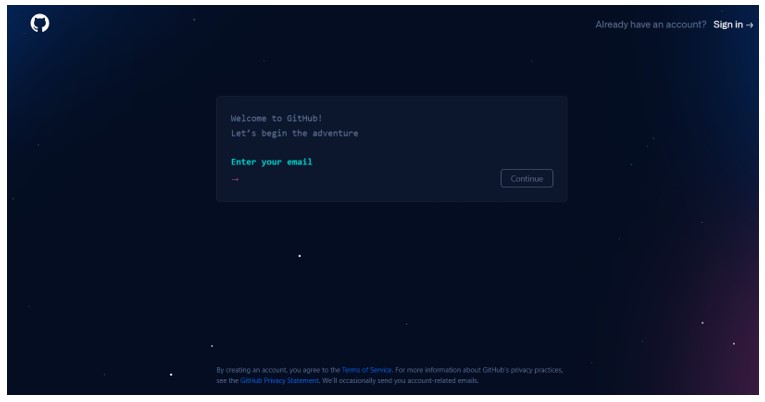 Already have an account? Sign in →
Welcome to GitHub!
Let's begin the adventure
Enter your email
→
Continue
By creating an account, you agree to the Terms of Service. For more information about GitHub's privacy practices,
see the GitHub Privacy Statement. We'll occasionally send you account-related emails.